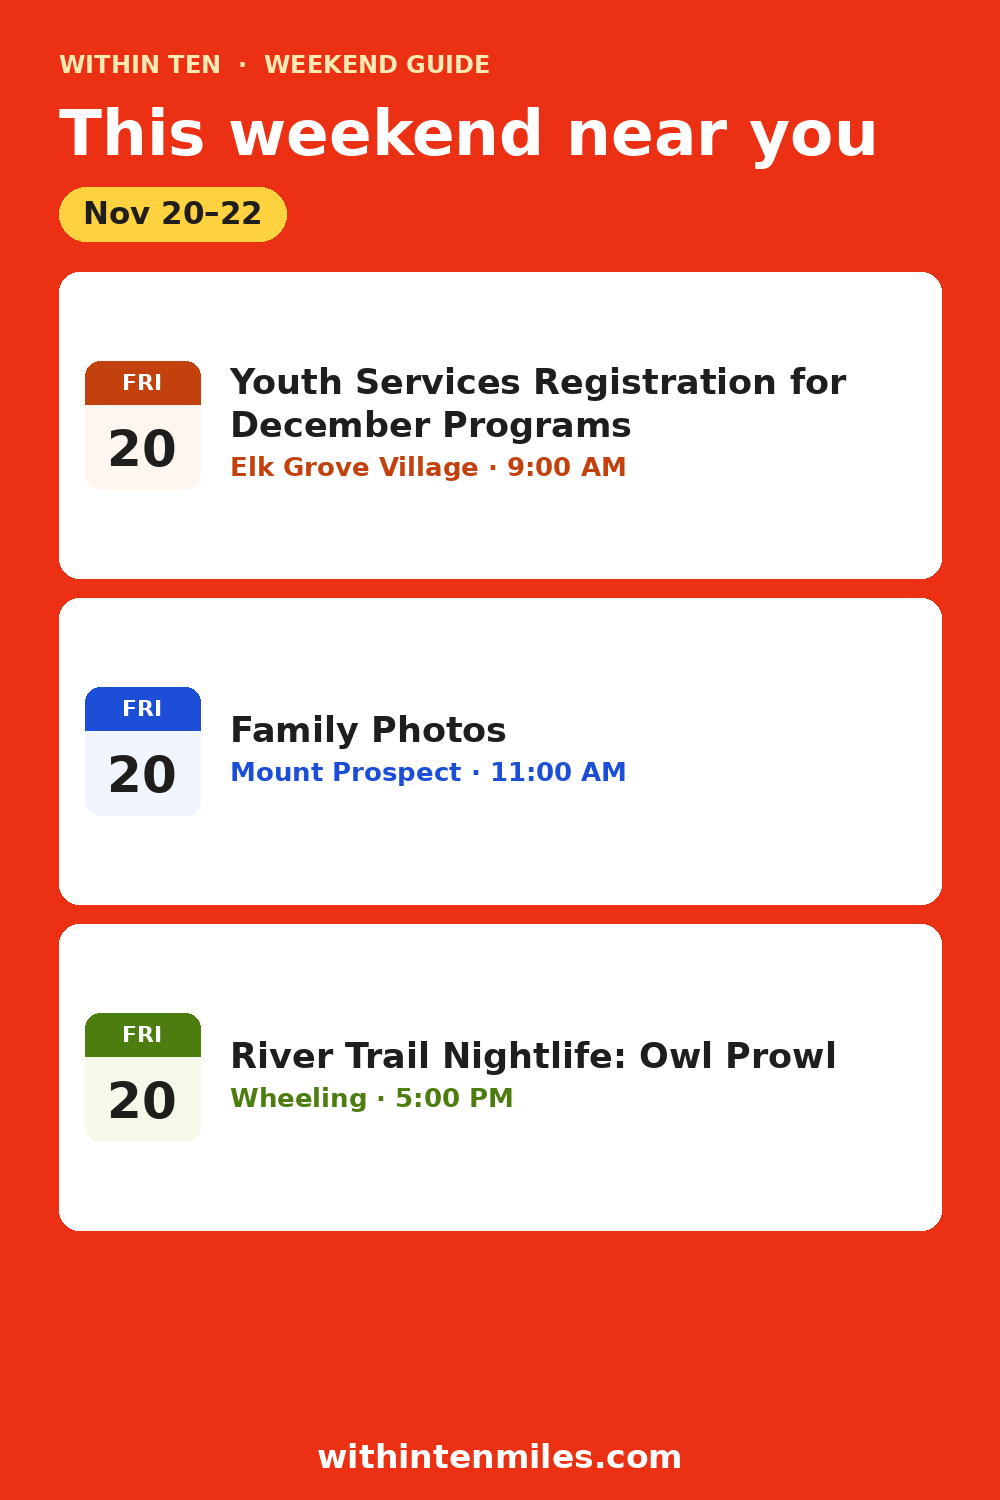 WITHIN TEN · WEEKEND GUIDE
This weekend near you
Nov 20–22
FRI
20
Youth Services Registration for
December Programs
Elk Grove Village · 9:00 AM
FRI
20
Family Photos
Mount Prospect · 11:00 AM
FRI
20
River Trail Nightlife: Owl Prowl
Wheeling · 5:00 PM
withintenmiles.com